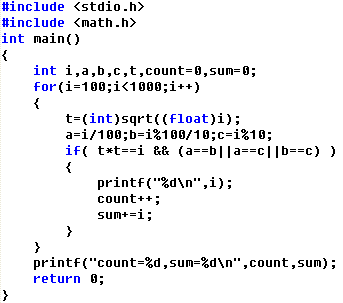 #include <stdio.h>
#include <math.h>
int main()
{
    int i,a,b,c,t,count=0,sum=0;
    for(i=100;i<1000;i++)
    {
        t=(int)sqrt((float)i);
        a=i/100;b=i%100/10;c=i%10;
        if( t*t==i && (a==b||a==c||b==c) )
        {
            printf("%d\n",i);
            count++;
            sum+=i;
        }
    }
    printf("count=%d,sum=%d\n",count,sum);
    return 0;
}